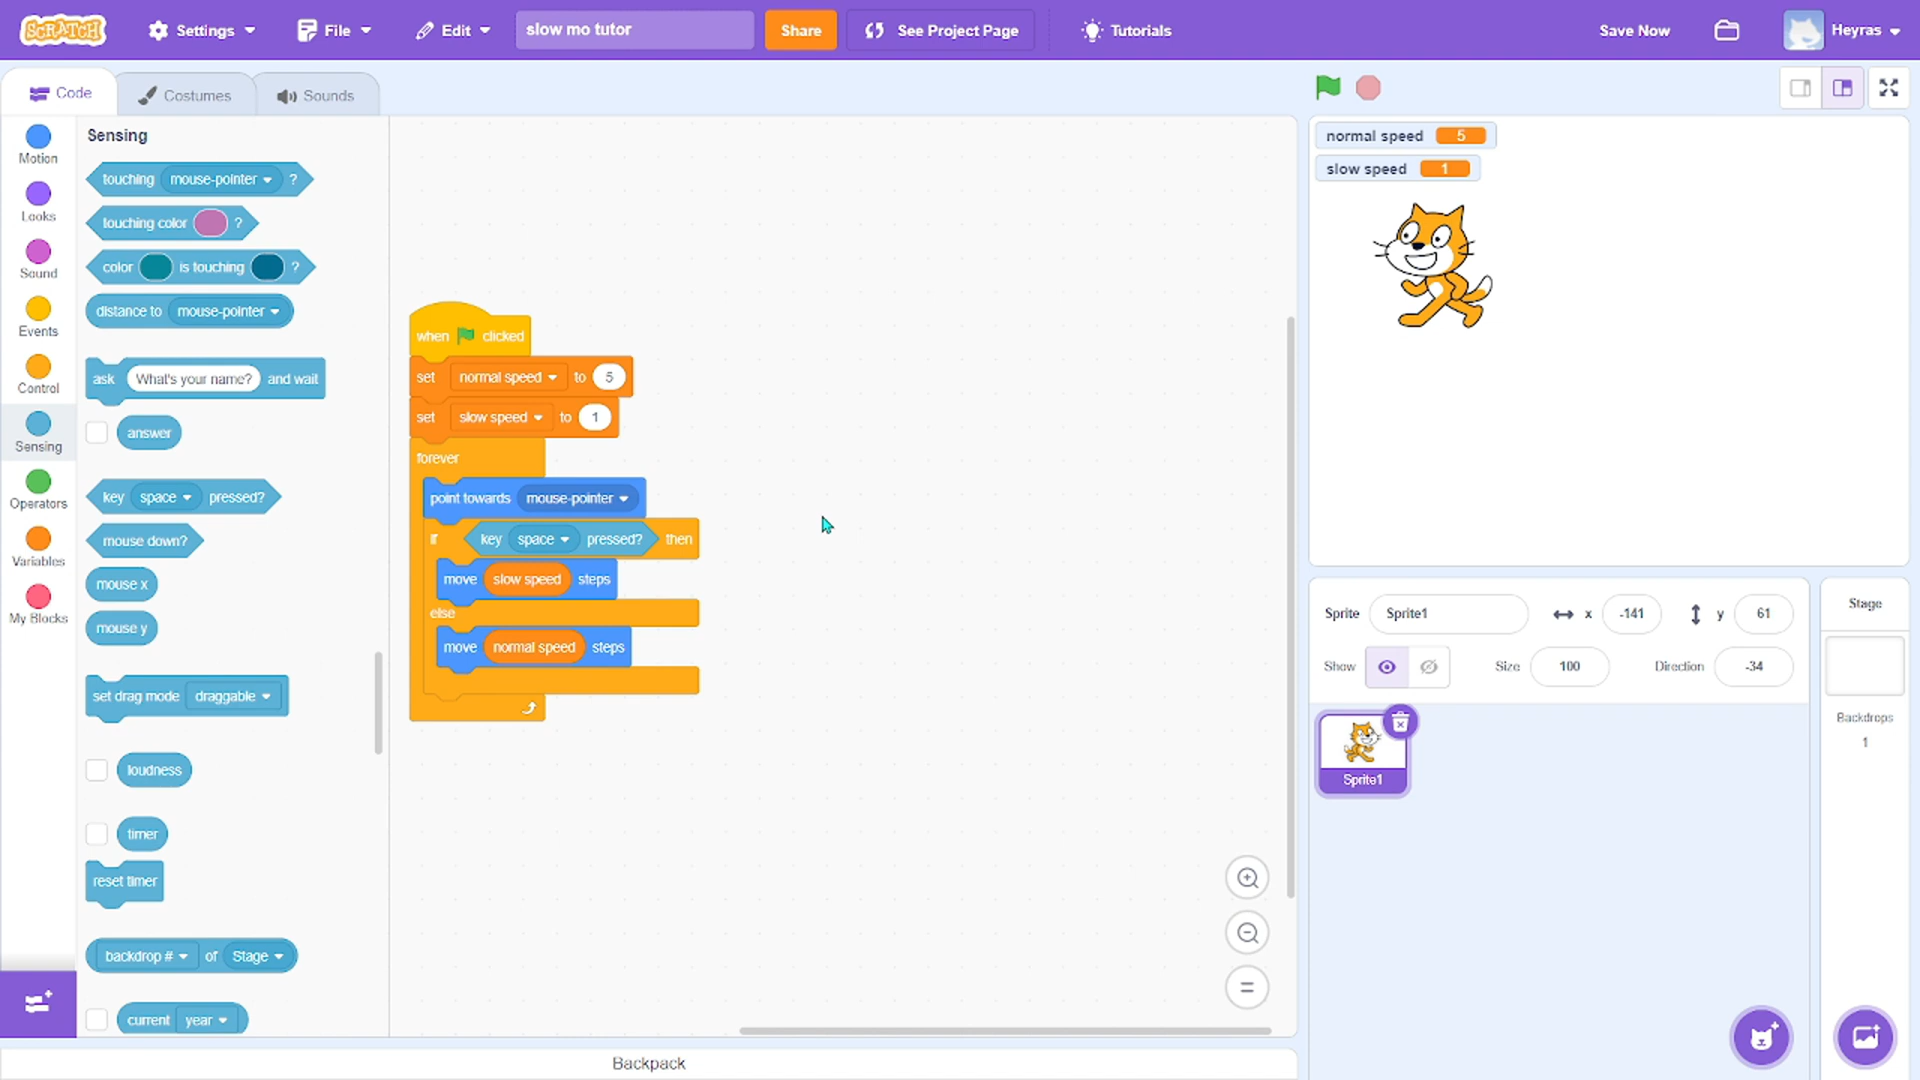 SCRATCH Settings File Edit slow mo tutor Share See Project Page Tutorials Save Now Heyras
Code Costumes Sounds
Motion
Looks
Sound
Events
Control
Sensing
Operators
Variables
My Blocks
Sensing
touching mouse-pointer ?
touching color ?
color is touching ?
distance to mouse-pointer
ask What's your name? and wait
answer
key space pressed?
mouse down?
mouse x
mouse y
set drag mode draggable
loudness
timer
reset timer
backdrop # of Stage
current year
when clicked
set normal speed to 5
set slow speed to 1
forever
point towards mouse-pointer
if key space pressed? then
move slow speed steps
else
move normal speed steps
normal speed 5
slow speed 1
Sprite Sprite1 x -141 y 61
Show Size 100 Direction -34
Sprite1
Stage
Backdrops
1
Backpack